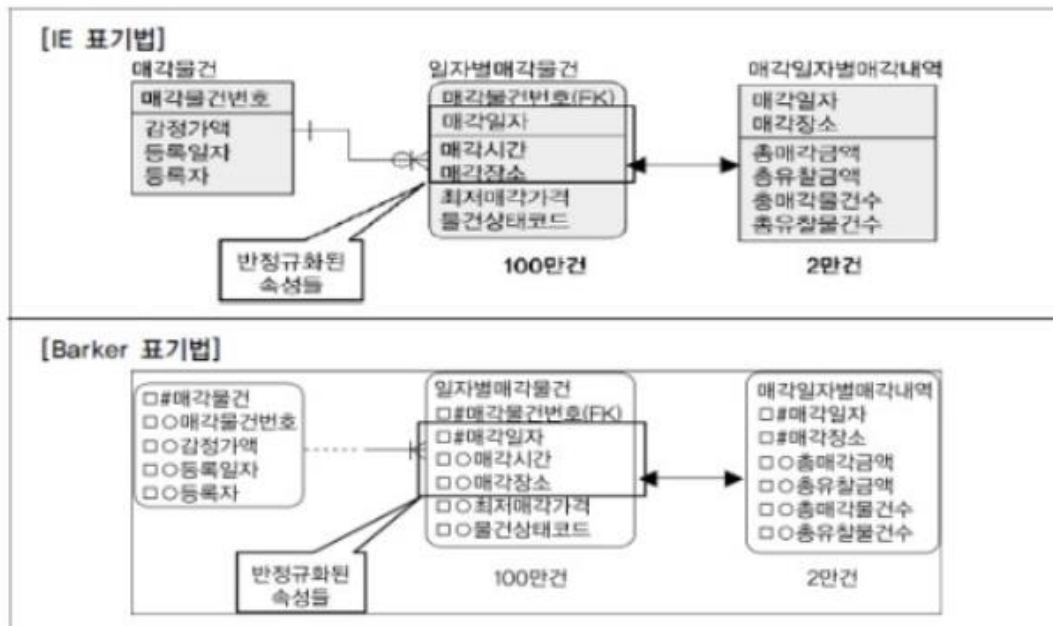 [IE 표기법]
매각물건
매각물건번호
감정가액
등록일자
등록자
일자별매각물건
매각물건번호(FK)
매각일자
매각시간
매각장소
최저매각가격
물건상태코드
100만건
매각일자별매각내역
매각일자
매각장소
총매각금액
총유찰금액
총매각물건수
총유찰물건수
2만건
반정규화된
속성들
[Barker 표기법]
□#매각물건
□○매각물건번호
□○감정가액
□○등록일자
□○등록자
일자별매각물건
□#매각물건번호(FK)
□#매각일자
□○매각시간
□○매각장소
□○최저매각가격
□○물건상태코드
100만건
매각일자별매각내역
□#매각일자
□#매각장소
□○총매각금액
□○총유찰금액
□○총매각물건수
□○총유찰물건수
2만건
반정규화된
속성들